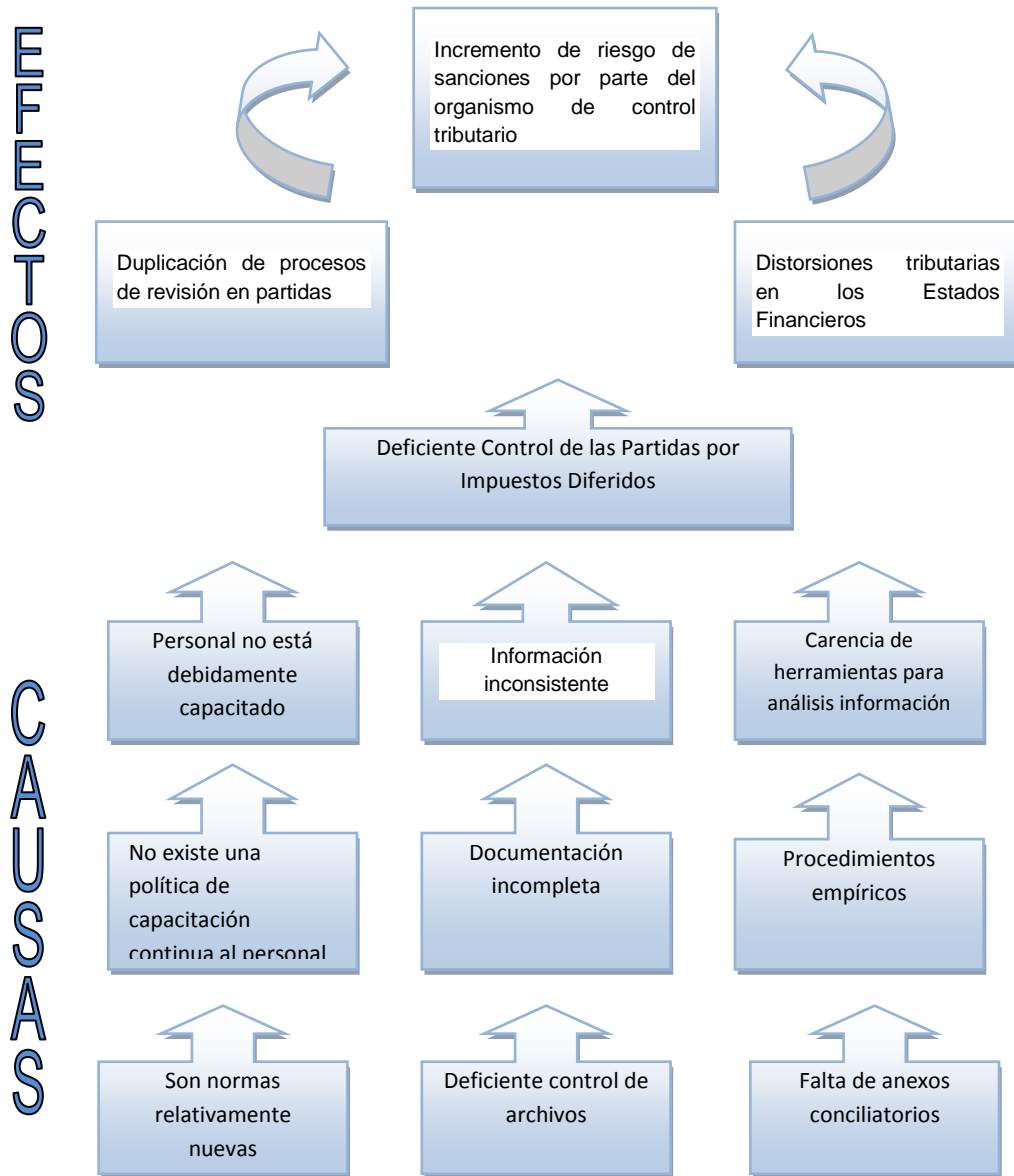 EFECTOS
Incremento de riesgo de
sanciones por parte del
organismo de control
tributario
Duplicación de procesos
de revisión en partidas
Distorsiones tributarias
en los Estados
Financieros
Deficiente Control de las Partidas por
Impuestos Diferidos
CAUSAS
Personal no está
debidamente
capacitado
Información
inconsistente
Carencia de
herramientas para
análisis información
No existe una
política de
capacitación
continua al personal
Documentación
incompleta
Procedimientos
empíricos
Son normas
relativamente
nuevas
Deficiente control de
archivos
Falta de anexos
conciliatorios